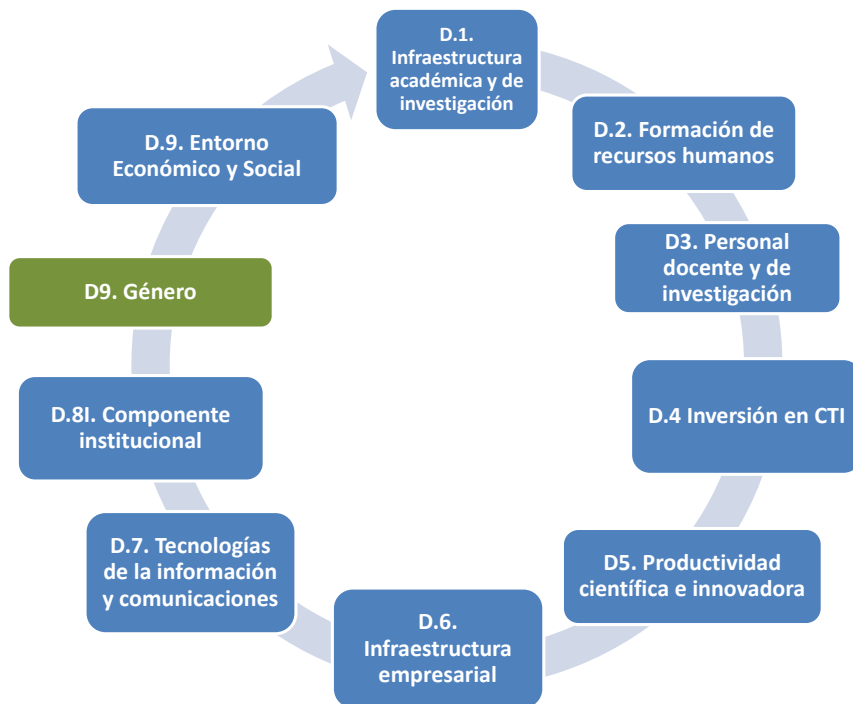 D.1.
Infraestructura
académica y de
investigación
D.2. Formación de
recursos humanos
D3. Personal
docente y de
investigación
D.4 Inversión en CTI
D5. Productividad
científica e innovadora
D.6.
Infraestructura
empresarial
D.7. Tecnologías
de la información
y comunicaciones
D.8I. Componente
institucional
D9. Género
D.9. Entorno
Económico y Social